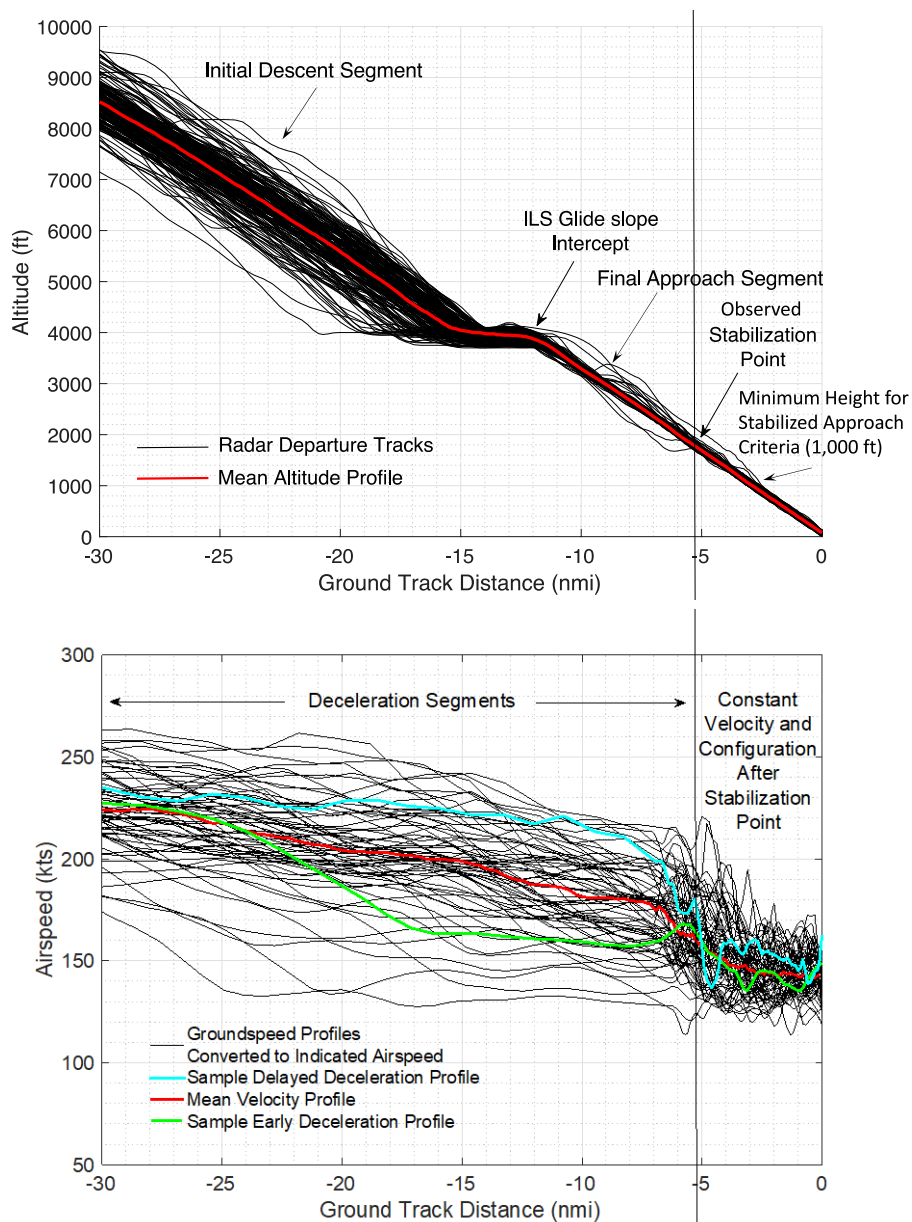 10000
9000
8000
7000
6000
5000
4000
3000
2000
1000
0
Altitude (ft)
Initial Descent Segment
ILS Glide slope
Intercept
Final Approach Segment
Observed
Stabilization
Point
Minimum Height for
Stabilized Approach
Criteria (1,000 ft)
Radar Departure Tracks
Mean Altitude Profile
-30
-25
-20
-15
-10
-5
0
Ground Track Distance (nmi)
300
250
200
150
100
50
Airspeed (kts)
Deceleration Segments
Constant
Velocity and
Configuration
After
Stabilization
Point
Groundspeed Profiles
Converted to Indicated Airspeed
Sample Delayed Deceleration Profile
Mean Velocity Profile
Sample Early Deceleration Profile
-30
-25
-20
-15
-10
-5
0
Ground Track Distance (nmi)